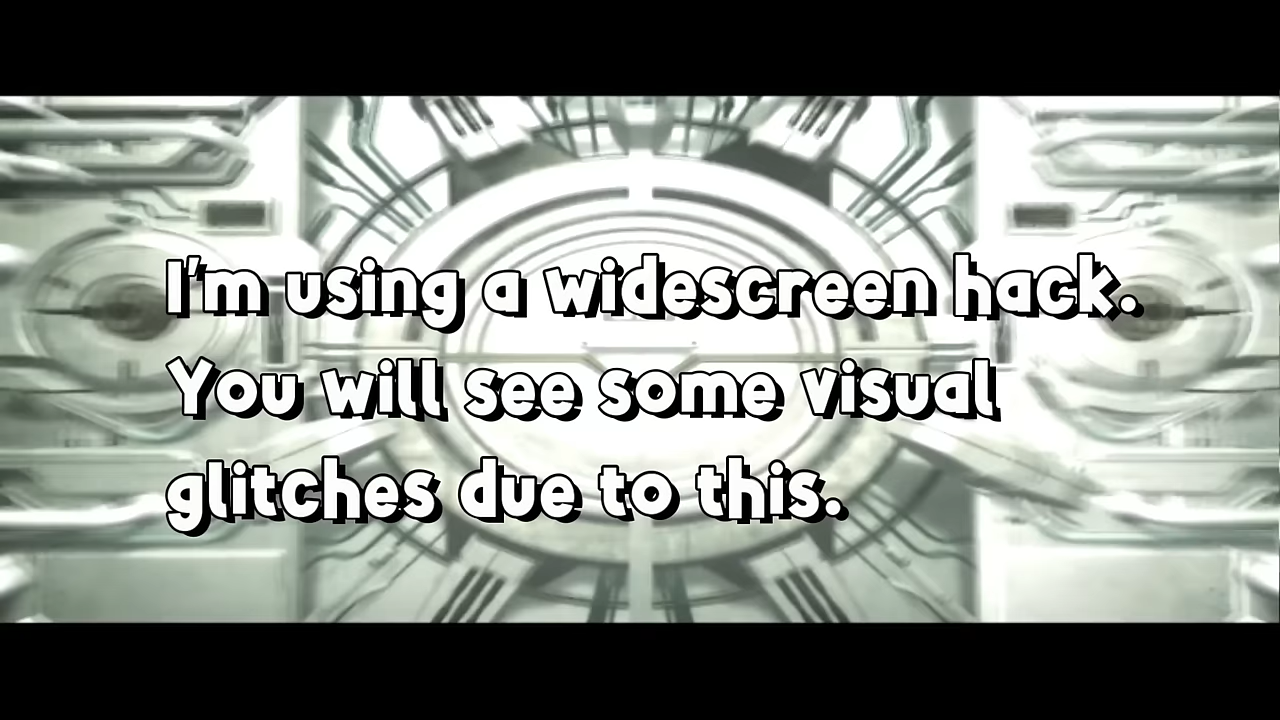 I'm using a widescreen hack.
You will see some visual
glitches due to this.